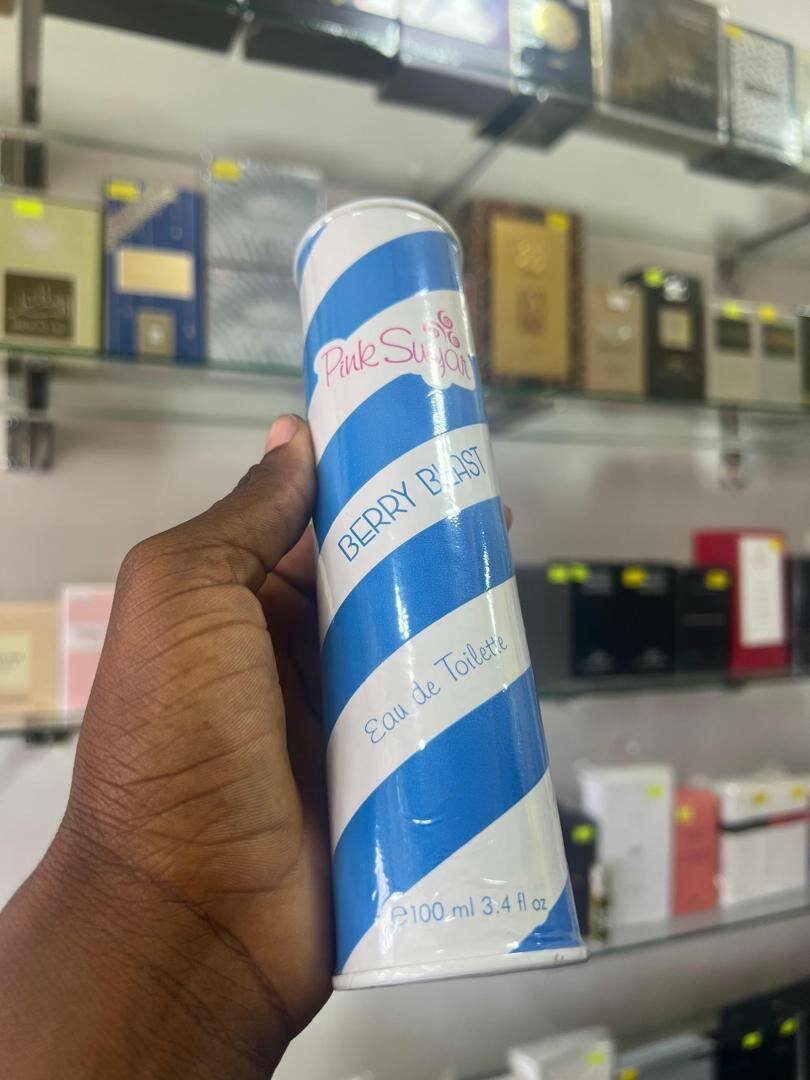 Pink Sugar
BERRY BLAST
Eau de Toilette
℮100 ml 3.4 fl oz